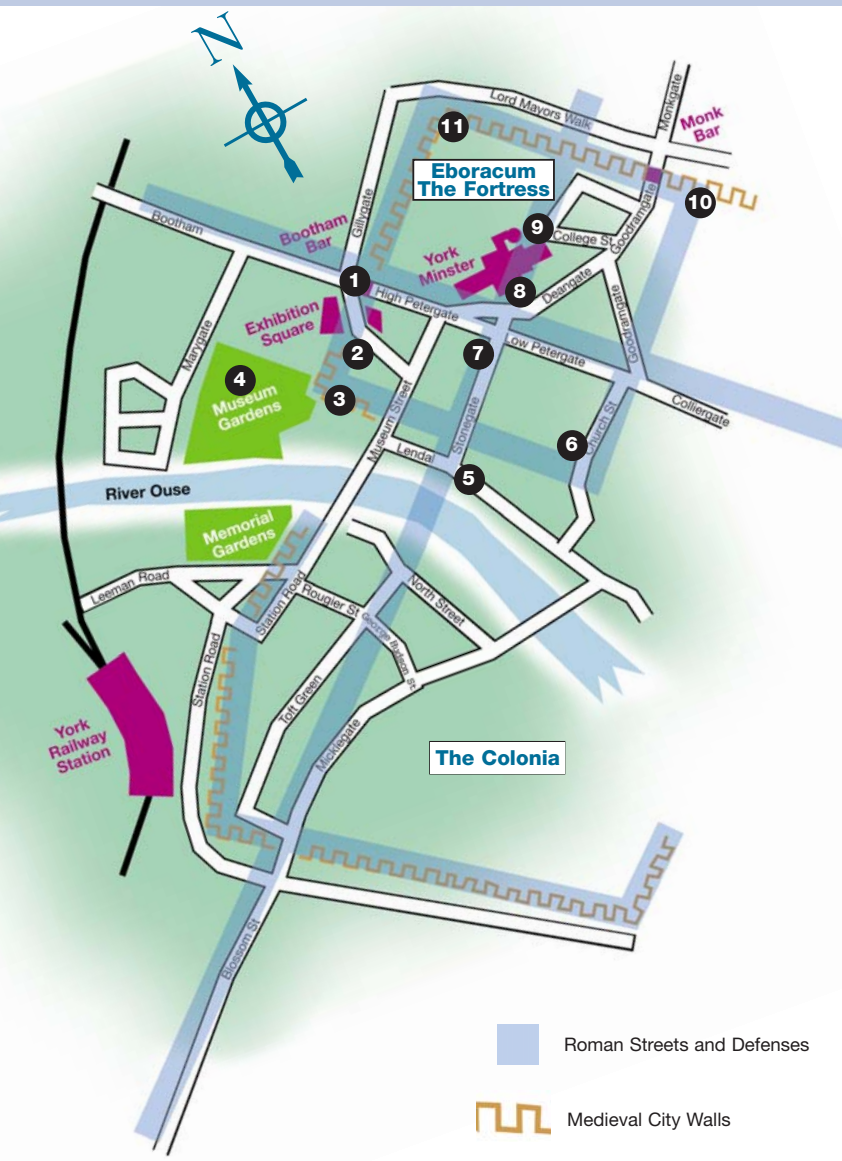 N
Lord Mayors Walk
Monkgate
Monk
Bar
11
Eboracum
The Fortress
10
Gillygate
Bootham
Bootham
Bar
9
College St
Goodramgate
York
Minster
1
8
Deangate
High Petergate
Exhibition
Square
Goodramgate
Marygate
2
7
Low Petergate
4
Museum
Gardens
3
Museum Street
Stonegate
Colliergate
Church St
6
Lendal
5
River Ouse
Memorial
Gardens
Leeman Road
Station Road
Rougier St
North Street
George Hudson St.
Station Road
Toft Green
York
Railway
Station
Micklegate
The Colonia
Blossom St
Roman Streets and Defenses
Medieval City Walls